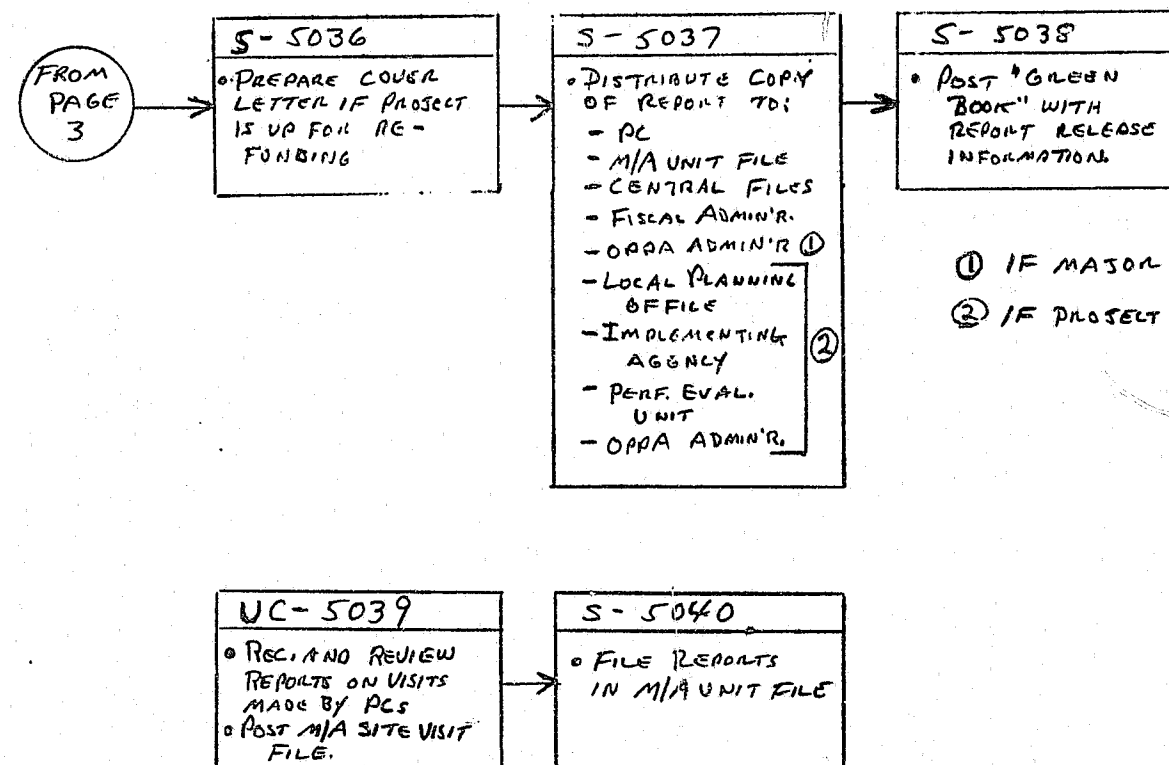 FROM
PAGE
3
S-5036
• PREPARE COVER
LETTER IF PROJECT
IS UP FOR RE-
FUNDING
S-5037
• DISTRIBUTE COPY
OF REPORT TO:
- PC
- M/A UNIT FILE
- CENTRAL FILES
- FISCAL ADMIN'R.
- OPPA ADMIN'R ①
- LOCAL PLANNING
OFFICE
- IMPLEMENTING
AGENCY
- PERF. EVAL.
UNIT
- OPPA ADMIN'R.
②
S-5038
• POST "GREEN
BOOK" WITH
REPORT RELEASE
INFORMATION
① IF MAJOR
② IF PROJECT
UC-5039
• REC. AND REVIEW
REPORTS ON VISITS
MADE BY PCs
• POST M/A SITE VISIT
FILE.
S-5040
• FILE REPORTS
IN M/A UNIT FILE